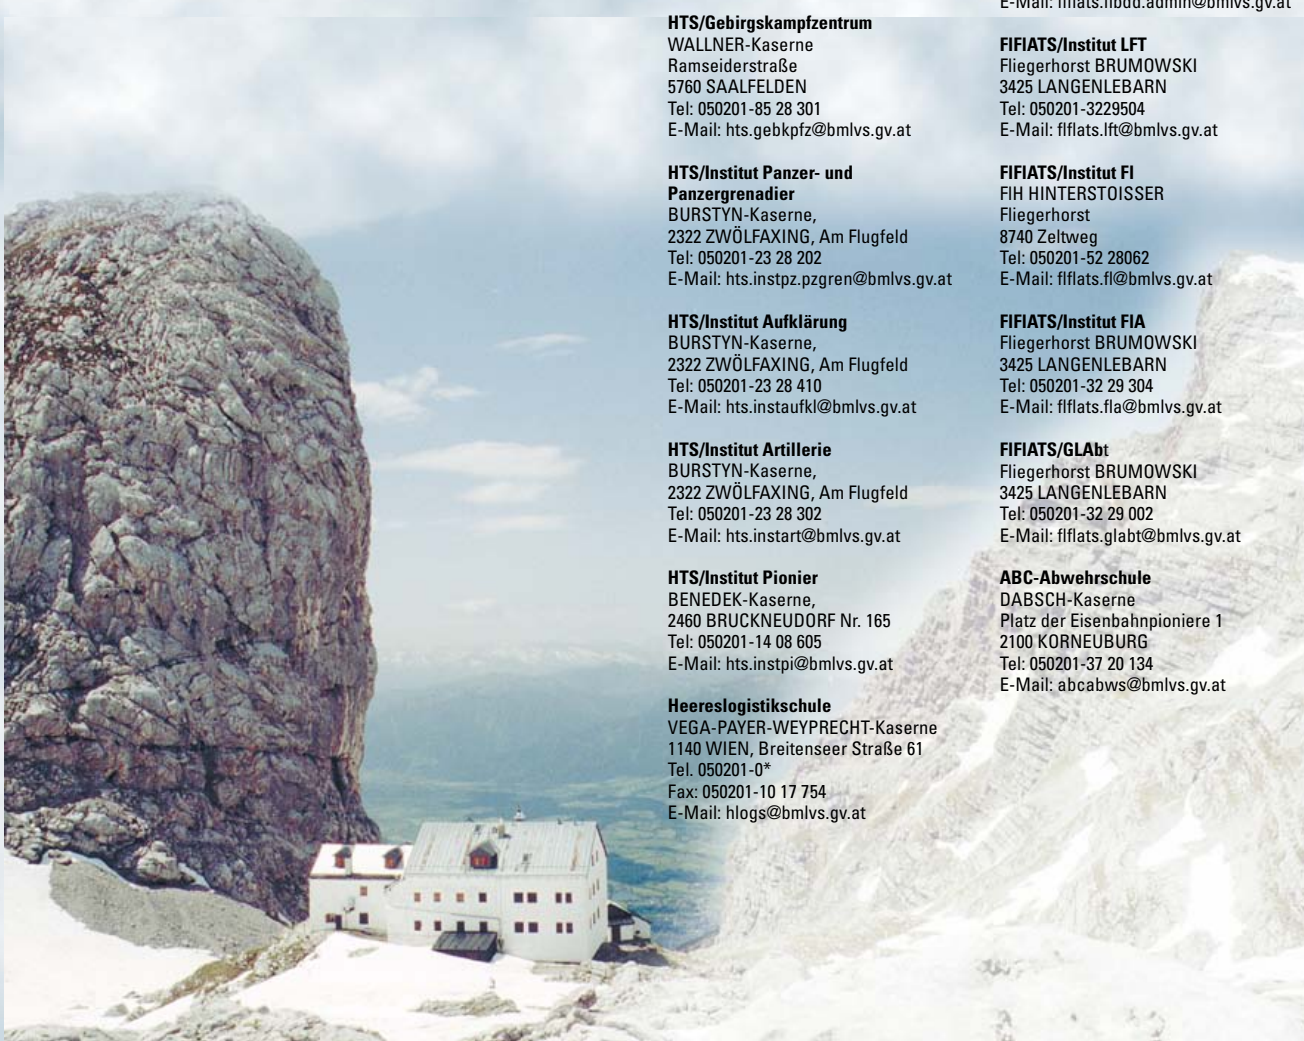 HTS/Gebirgskampfzentrum
WALLNER-Kaserne
Ramseiderstraße
5760 SAALFELDEN
Tel: 050201-85 28 301
E-Mail: hts.gebkpfz@bmlvs.gv.at
HTS/Institut Panzer- und
Panzergrenadier
BURSTYN-Kaserne,
2322 ZWÖLFAXING, Am Flugfeld
Tel: 050201-23 28 202
E-Mail: hts.instpz.pzgren@bmlvs.gv.at
HTS/Institut Aufklärung
BURSTYN-Kaserne,
2322 ZWÖLFAXING, Am Flugfeld
Tel: 050201-23 28 410
E-Mail: hts.instaufkl@bmlvs.gv.at
HTS/Institut Artillerie
BURSTYN-Kaserne,
2322 ZWÖLFAXING, Am Flugfeld
Tel: 050201-23 28 302
E-Mail: hts.instart@bmlvs.gv.at
HTS/Institut Pionier
BENEDEK-Kaserne,
2460 BRUCKNEUDORF Nr. 165
Tel: 050201-14 08 605
E-Mail: hts.instpi@bmlvs.gv.at
Heereslogistikschule
VEGA-PAYER-WEYPRECHT-Kaserne
1140 WIEN, Breitenseer Straße 61
Tel. 050201-0*
Fax: 050201-10 17 754
E-Mail: hlogs@bmlvs.gv.at
E-Mail: flflats.flbdd.admin@bmlvs.gv.at
FlFlATS/Institut LFT
Fliegerhorst BRUMOWSKI
3425 LANGENLEBARN
Tel: 050201-3229504
E-Mail: flflats.lft@bmlvs.gv.at
FlFlATS/Institut Fl
FlH HINTERSTOISSER
Fliegerhorst
8740 Zeltweg
Tel: 050201-52 28062
E-Mail: flflats.fl@bmlvs.gv.at
FlFlATS/Institut FlA
Fliegerhorst BRUMOWSKI
3425 LANGENLEBARN
Tel: 050201-32 29 304
E-Mail: flflats.fla@bmlvs.gv.at
FlFlATS/GLAbt
Fliegerhorst BRUMOWSKI
3425 LANGENLEBARN
Tel: 050201-32 29 002
E-Mail: flflats.glabt@bmlvs.gv.at
ABC-Abwehrschule
DABSCH-Kaserne
Platz der Eisenbahnpioniere 1
2100 KORNEUBURG
Tel: 050201-37 20 134
E-Mail: abcabws@bmlvs.gv.at